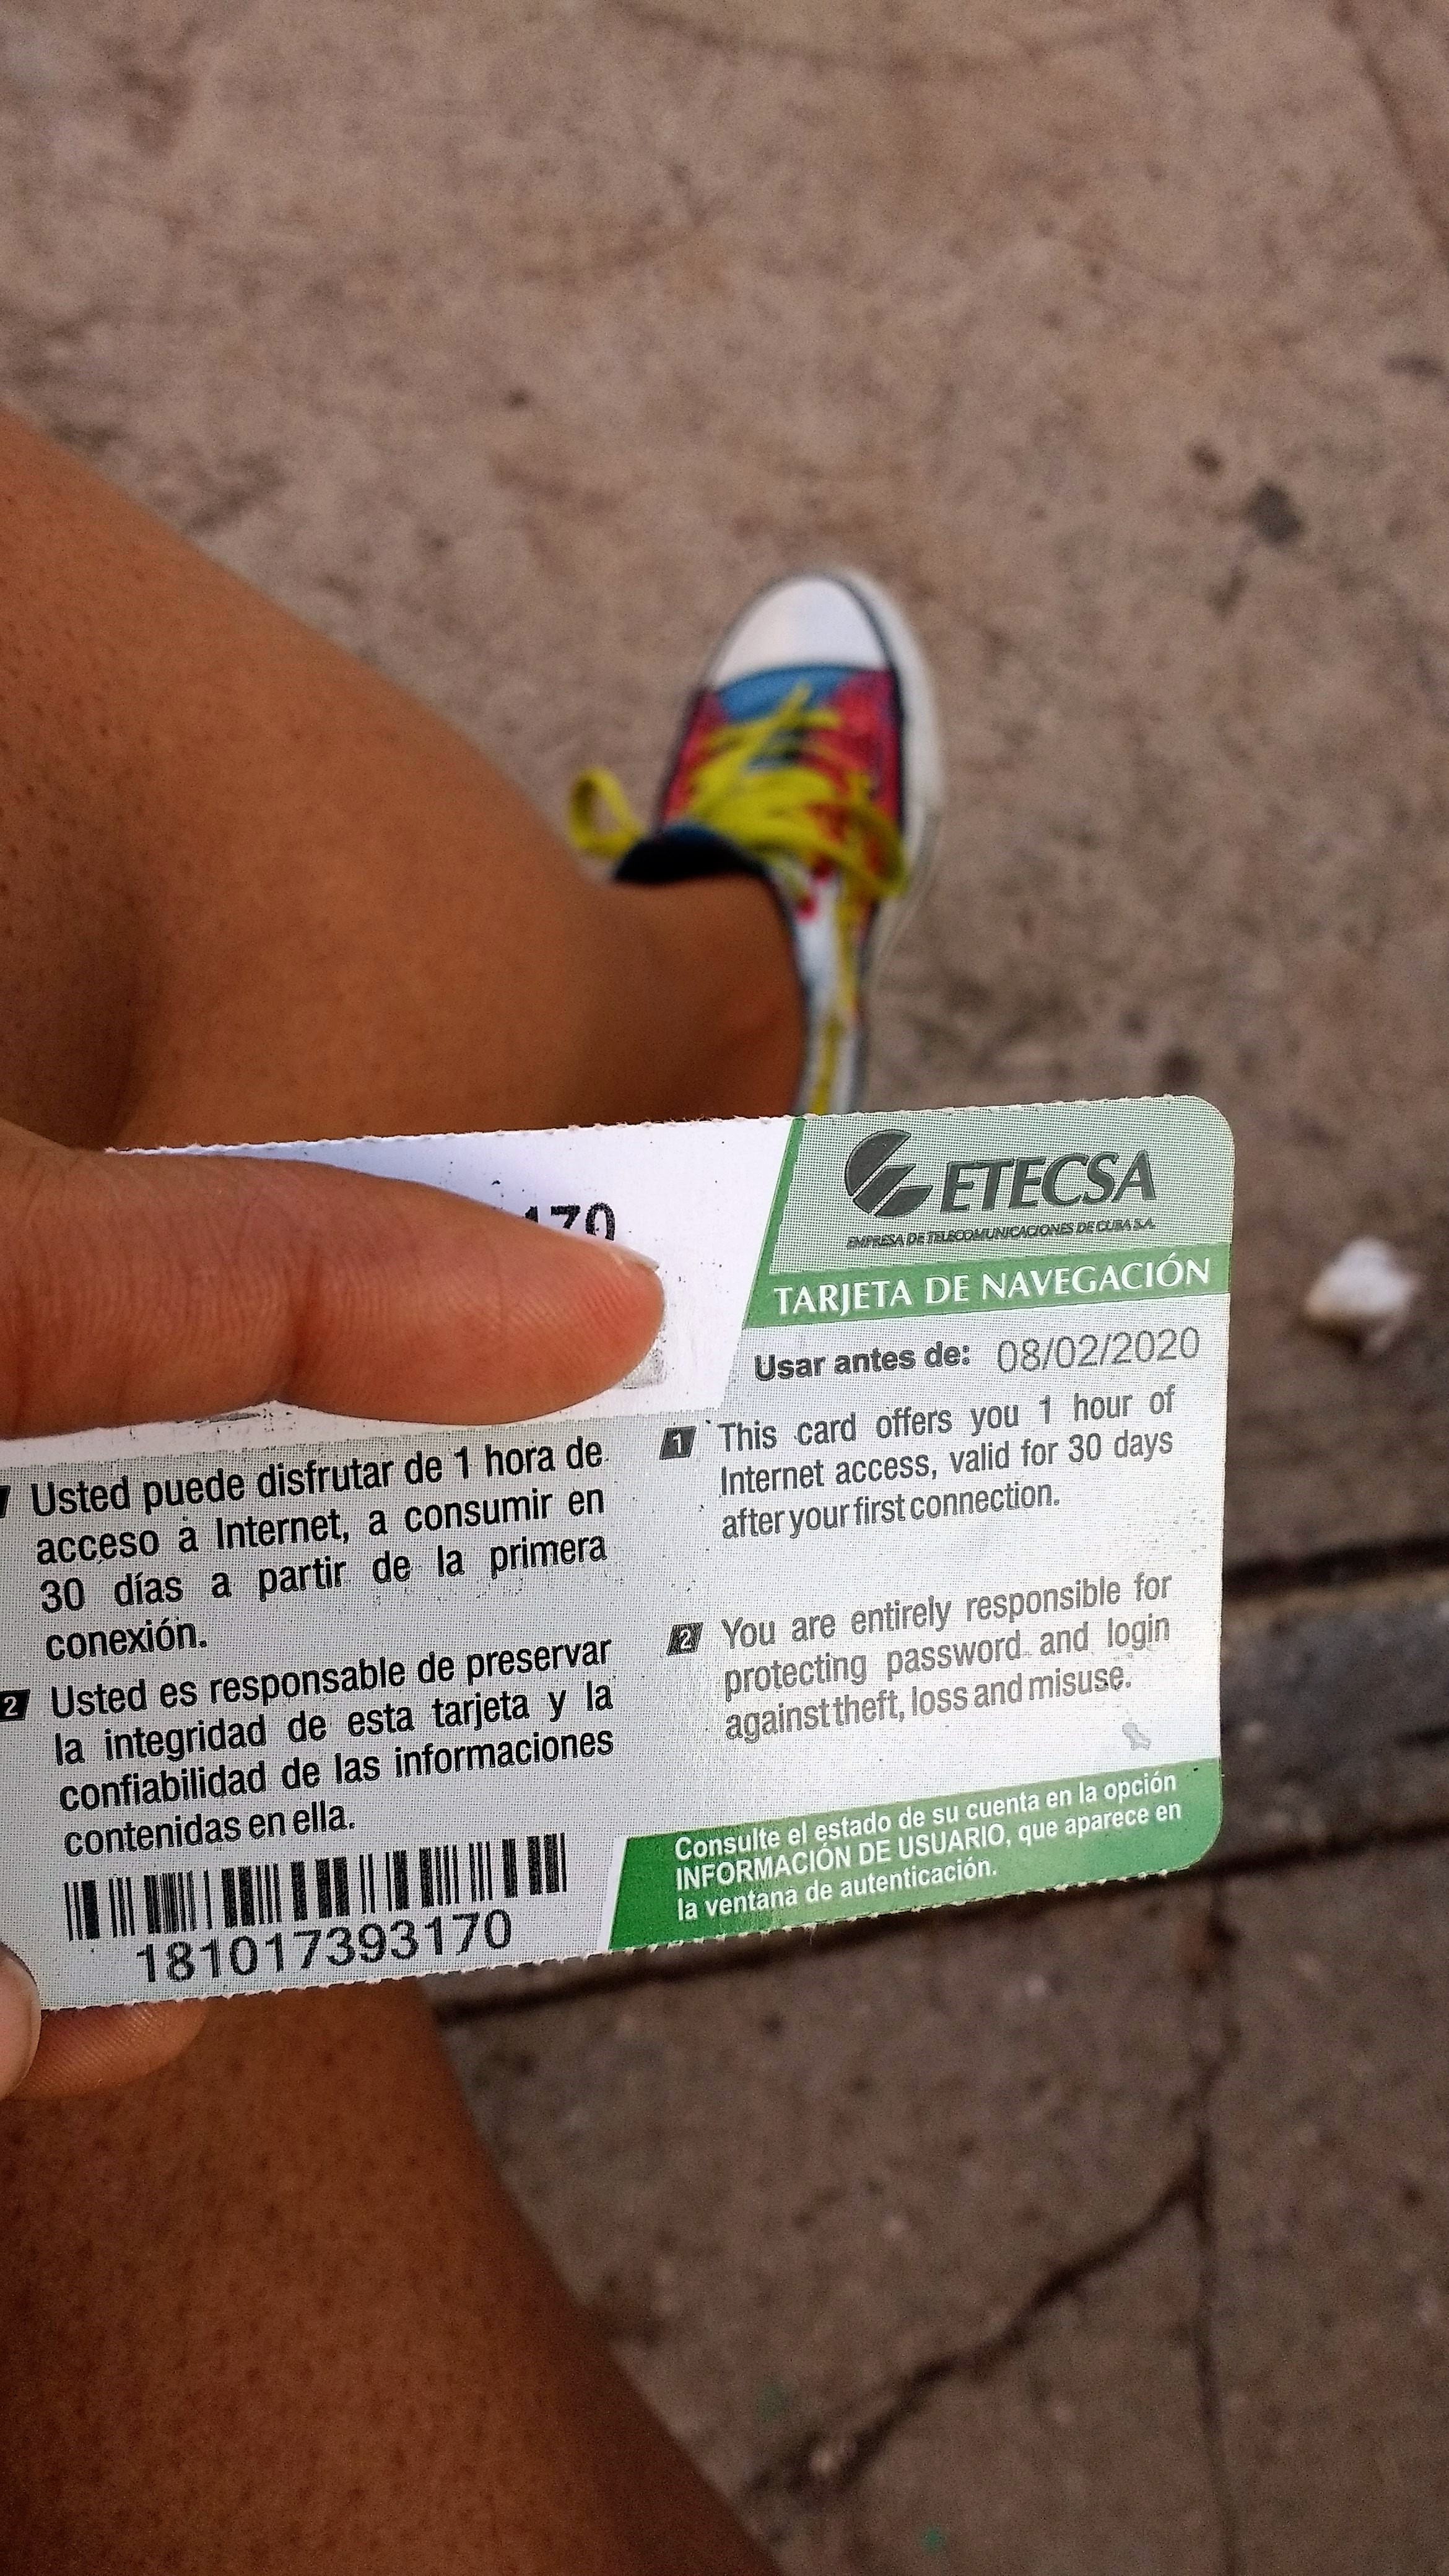 170
ETECSA
EMPRESA DE TELECOMUNICACIONES DE CUBA S.A.
TARJETA DE NAVEGACIÓN
Usar antes de: 08/02/2020
Usted puede disfrutar de 1 hora de
acceso a Internet, a consumir en
30 días a partir de la primera
conexión.
2 Usted es responsable de preservar
la integridad de esta tarjeta y la
confiabilidad de las informaciones
contenidas en ella.
181017393170
1 This card offers you 1 hour of
Internet access, valid for 30 days
after your first connection.
2 You are entirely responsible for
protecting password and login
against theft, loss and misuse.
Consulte el estado de su cuenta en la opción
INFORMACIÓN DE USUARIO, que aparece en
la ventana de autenticación.